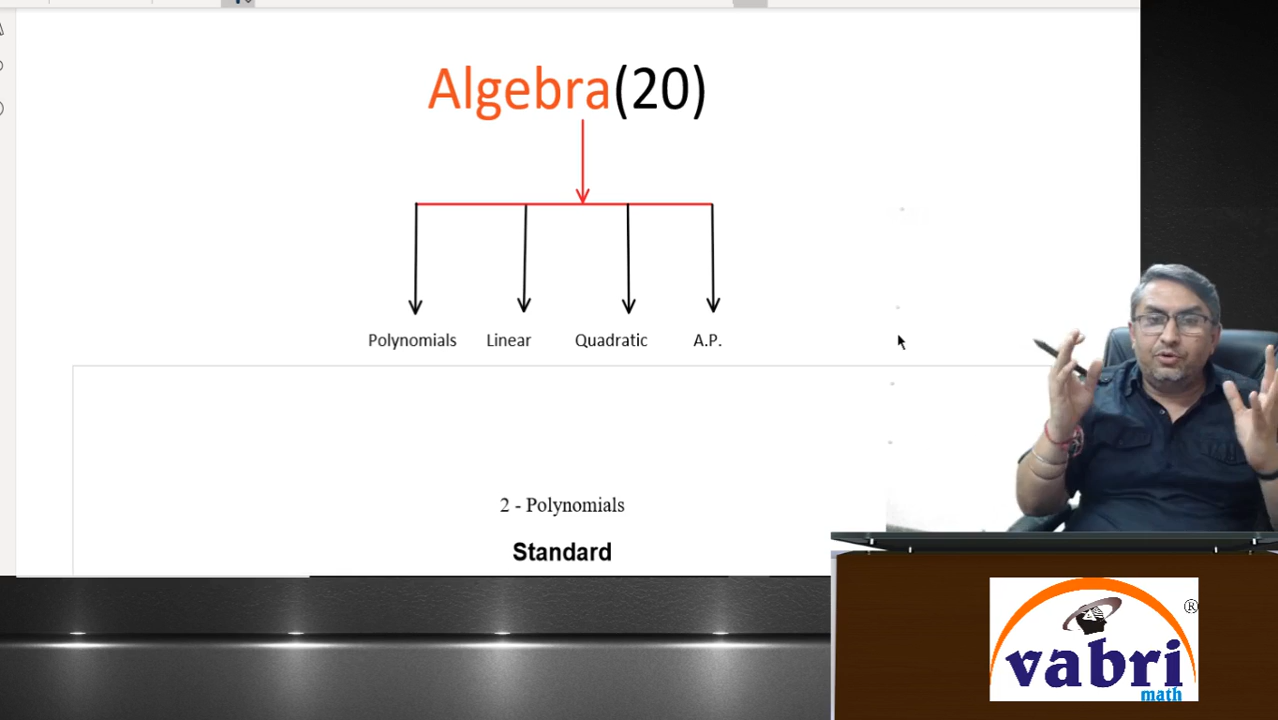 Algebra(20)
Polynomials Linear Quadratic A.P.
2 - Polynomials
Standard
®
vabri
math